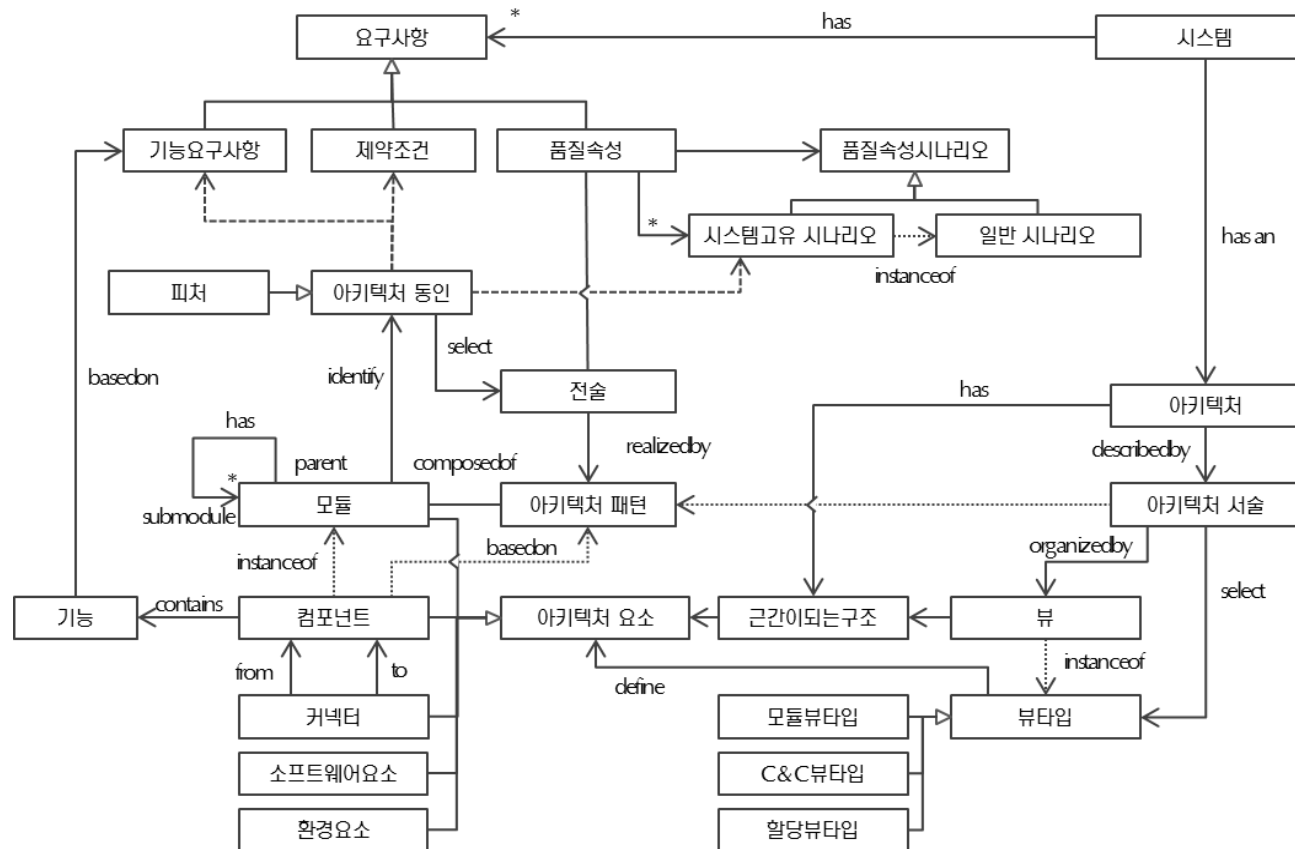 *
has
요구사항
시스템
기능요구사항
제약조건
품질속성
품질속성시나리오
*
시스템고유 시나리오
일반 시나리오
has an
instanceof
피처
아키텍처 동인
select
basedon
identify
전술
has
아키텍처
has
realizedby
describedby
parent
composedof
*
submodule
모듈
아키텍처 패턴
아키텍처 서술
instanceof
basedon
organizedby
contains
select
기능
컴포넌트
아키텍처 요소
근간이되는구조
뷰
from
to
define
instanceof
커넥터
모듈뷰타입
뷰타입
소프트웨어요소
C&C뷰타입
환경요소
할당뷰타입